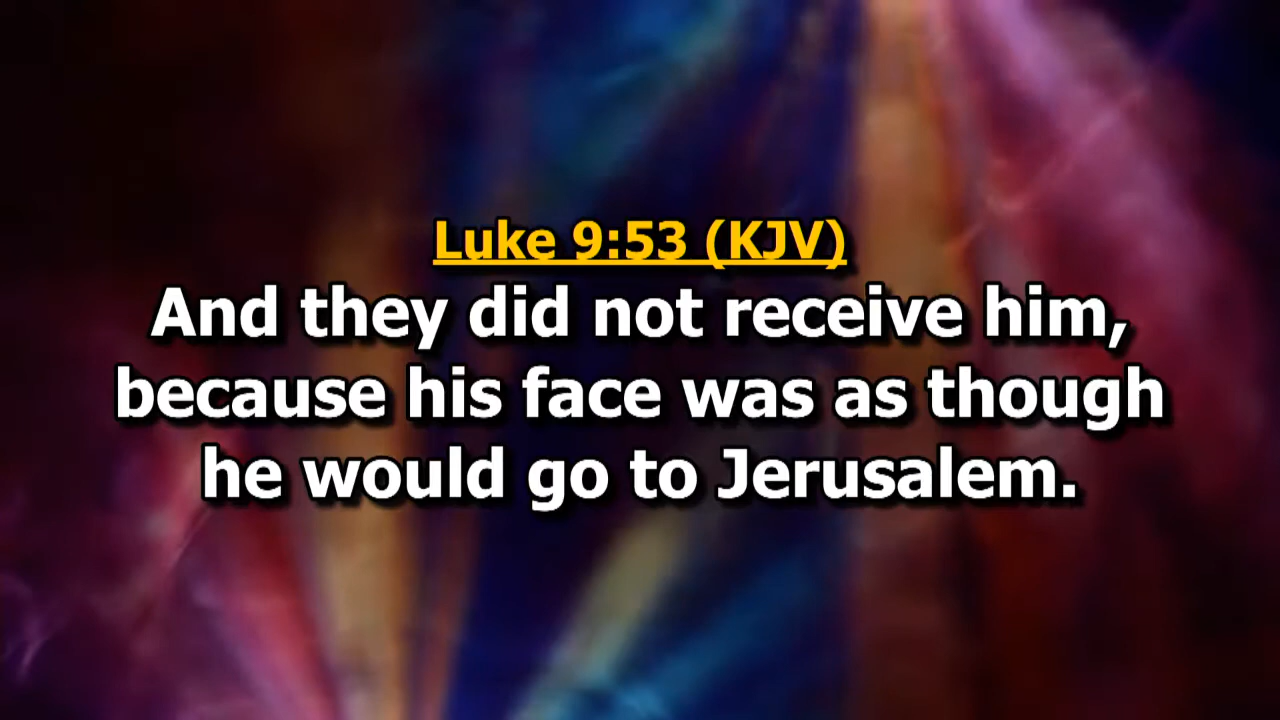 Luke 9:53 (KJV)
And they did not receive him,
because his face was as though
he would go to Jerusalem.